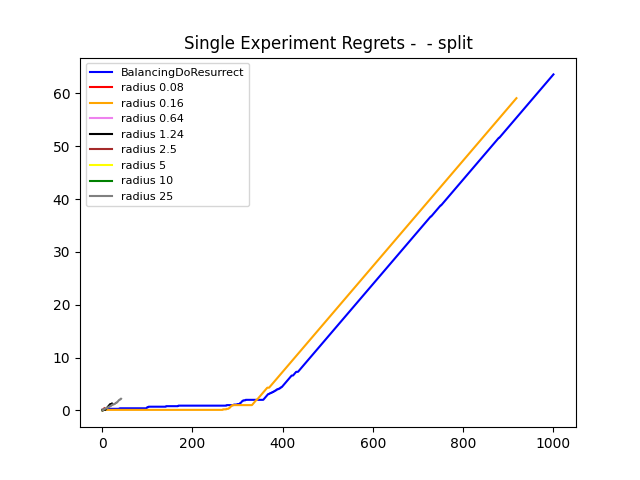 Single Experiment Regrets -  - split
BalancingDoResurrect
radius 0.08
radius 0.16
radius 0.64
radius 1.24
radius 2.5
radius 5
radius 10
radius 25
60
50
40
30
20
10
0
0 200 400 600 800 1000